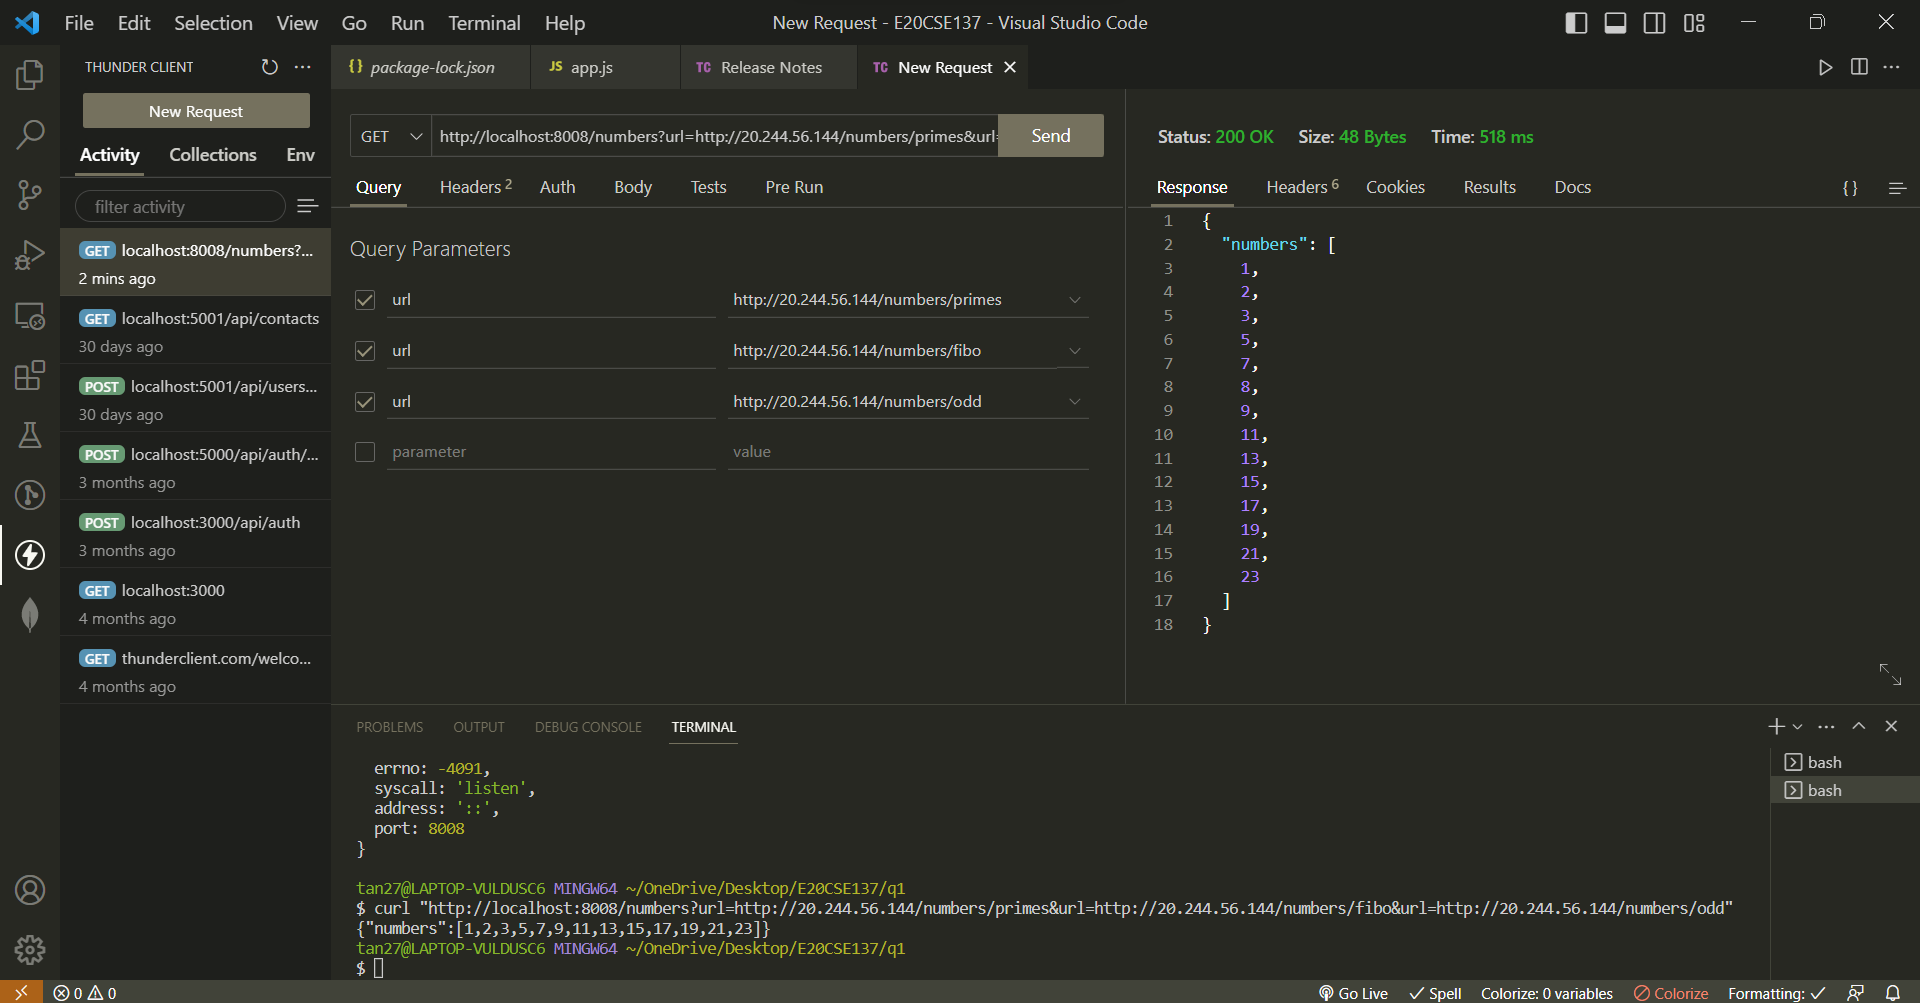 File Edit Selection View Go Run Terminal Help
New Request - E20CSE137 - Visual Studio Code
THUNDER CLIENT
New Request
Activity Collections Env
filter activity
GET localhost:8008/numbers?...
2 mins ago
GET localhost:5001/api/contacts
30 days ago
POST localhost:5001/api/users...
30 days ago
POST localhost:5000/api/auth/...
3 months ago
POST localhost:3000/api/auth
3 months ago
GET localhost:3000
4 months ago
GET thunderclient.com/welco...
4 months ago
{} package-lock.json
JS app.js
TC Release Notes
TC New Request
GET http://localhost:8008/numbers?url=http://20.244.56.144/numbers/primes&url= Send
Query Headers 2 Auth Body Tests Pre Run
Query Parameters
url http://20.244.56.144/numbers/primes
url http://20.244.56.144/numbers/fibo
url http://20.244.56.144/numbers/odd
parameter value
Status: 200 OK Size: 48 Bytes Time: 518 ms
Response Headers 6 Cookies Results Docs {}
1 {
2 "numbers": [
3 1,
4 2,
5 3,
6 5,
7 7,
8 8,
9 9,
10 11,
11 13,
12 15,
13 17,
14 19,
15 21,
16 23
17 ]
18 }
PROBLEMS OUTPUT DEBUG CONSOLE TERMINAL
errno: -4091,
syscall: 'listen',
address: '::',
port: 8008
}
tan27@LAPTOP-VULDUSC6 MINGW64 ~/OneDrive/Desktop/E20CSE137/q1
$ curl "http://localhost:8008/numbers?url=http://20.244.56.144/numbers/primes&url=http://20.244.56.144/numbers/fibo&url=http://20.244.56.144/numbers/odd"
{"numbers":[1,2,3,5,7,9,11,13,15,17,19,21,23]}
tan27@LAPTOP-VULDUSC6 MINGW64 ~/OneDrive/Desktop/E20CSE137/q1
$
bash
bash
0 0
Go Live Spell Colorize: 0 variables Colorize Formatting: